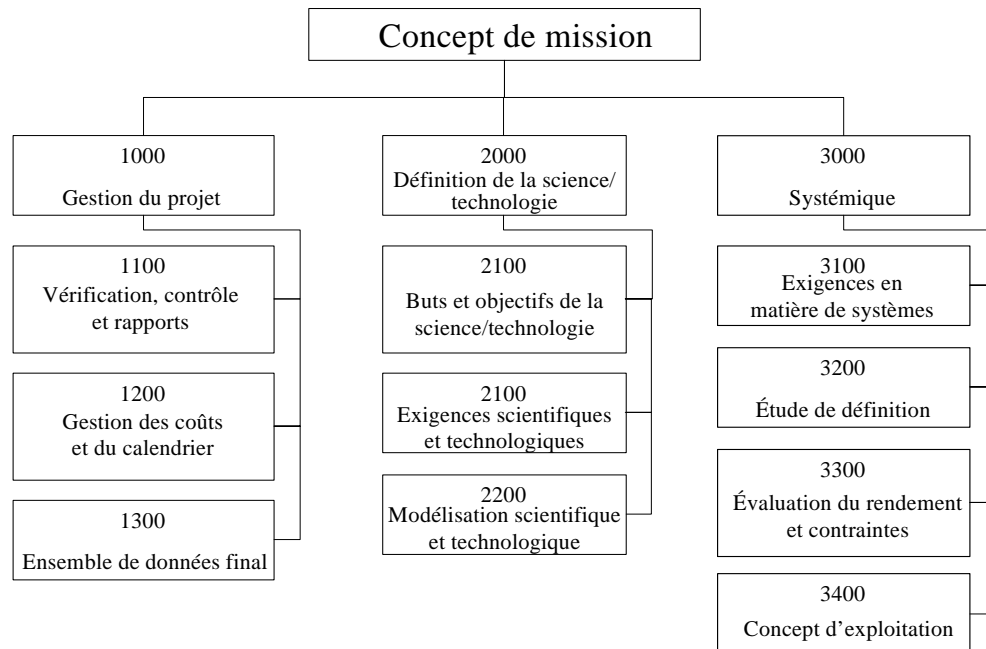 Concept de mission
1000
Gestion du projet
1100
Vérification, contrôle
et rapports
1200
Gestion des coûts
et du calendrier
1300
Ensemble de données final
2000
Définition de la science/
technologie
2100
Buts et objectifs de la
science/technologie
2100
Exigences scientifiques
et technologiques
2200
Modélisation scientifique
et technologique
3000
Systémique
3100
Exigences en
matière de systèmes
3200
Étude de définition
3300
Évaluation du rendement
et contraintes
3400
Concept d’exploitation